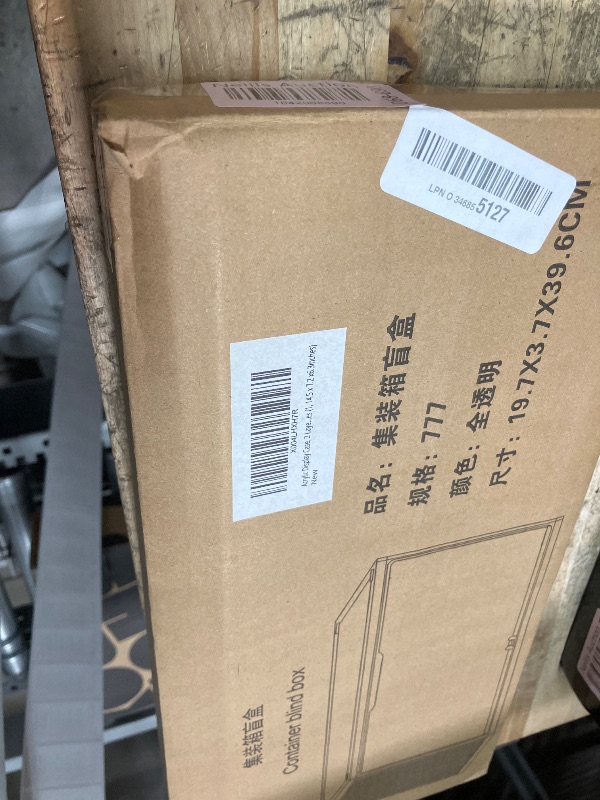 LPN O 34685 5127
X004LH00H7R
New
品名：集装箱盲盒
规格：777
颜色：全透明
尺寸：19.7X3.7X39.6CM
集装箱盲盒
Container blind box